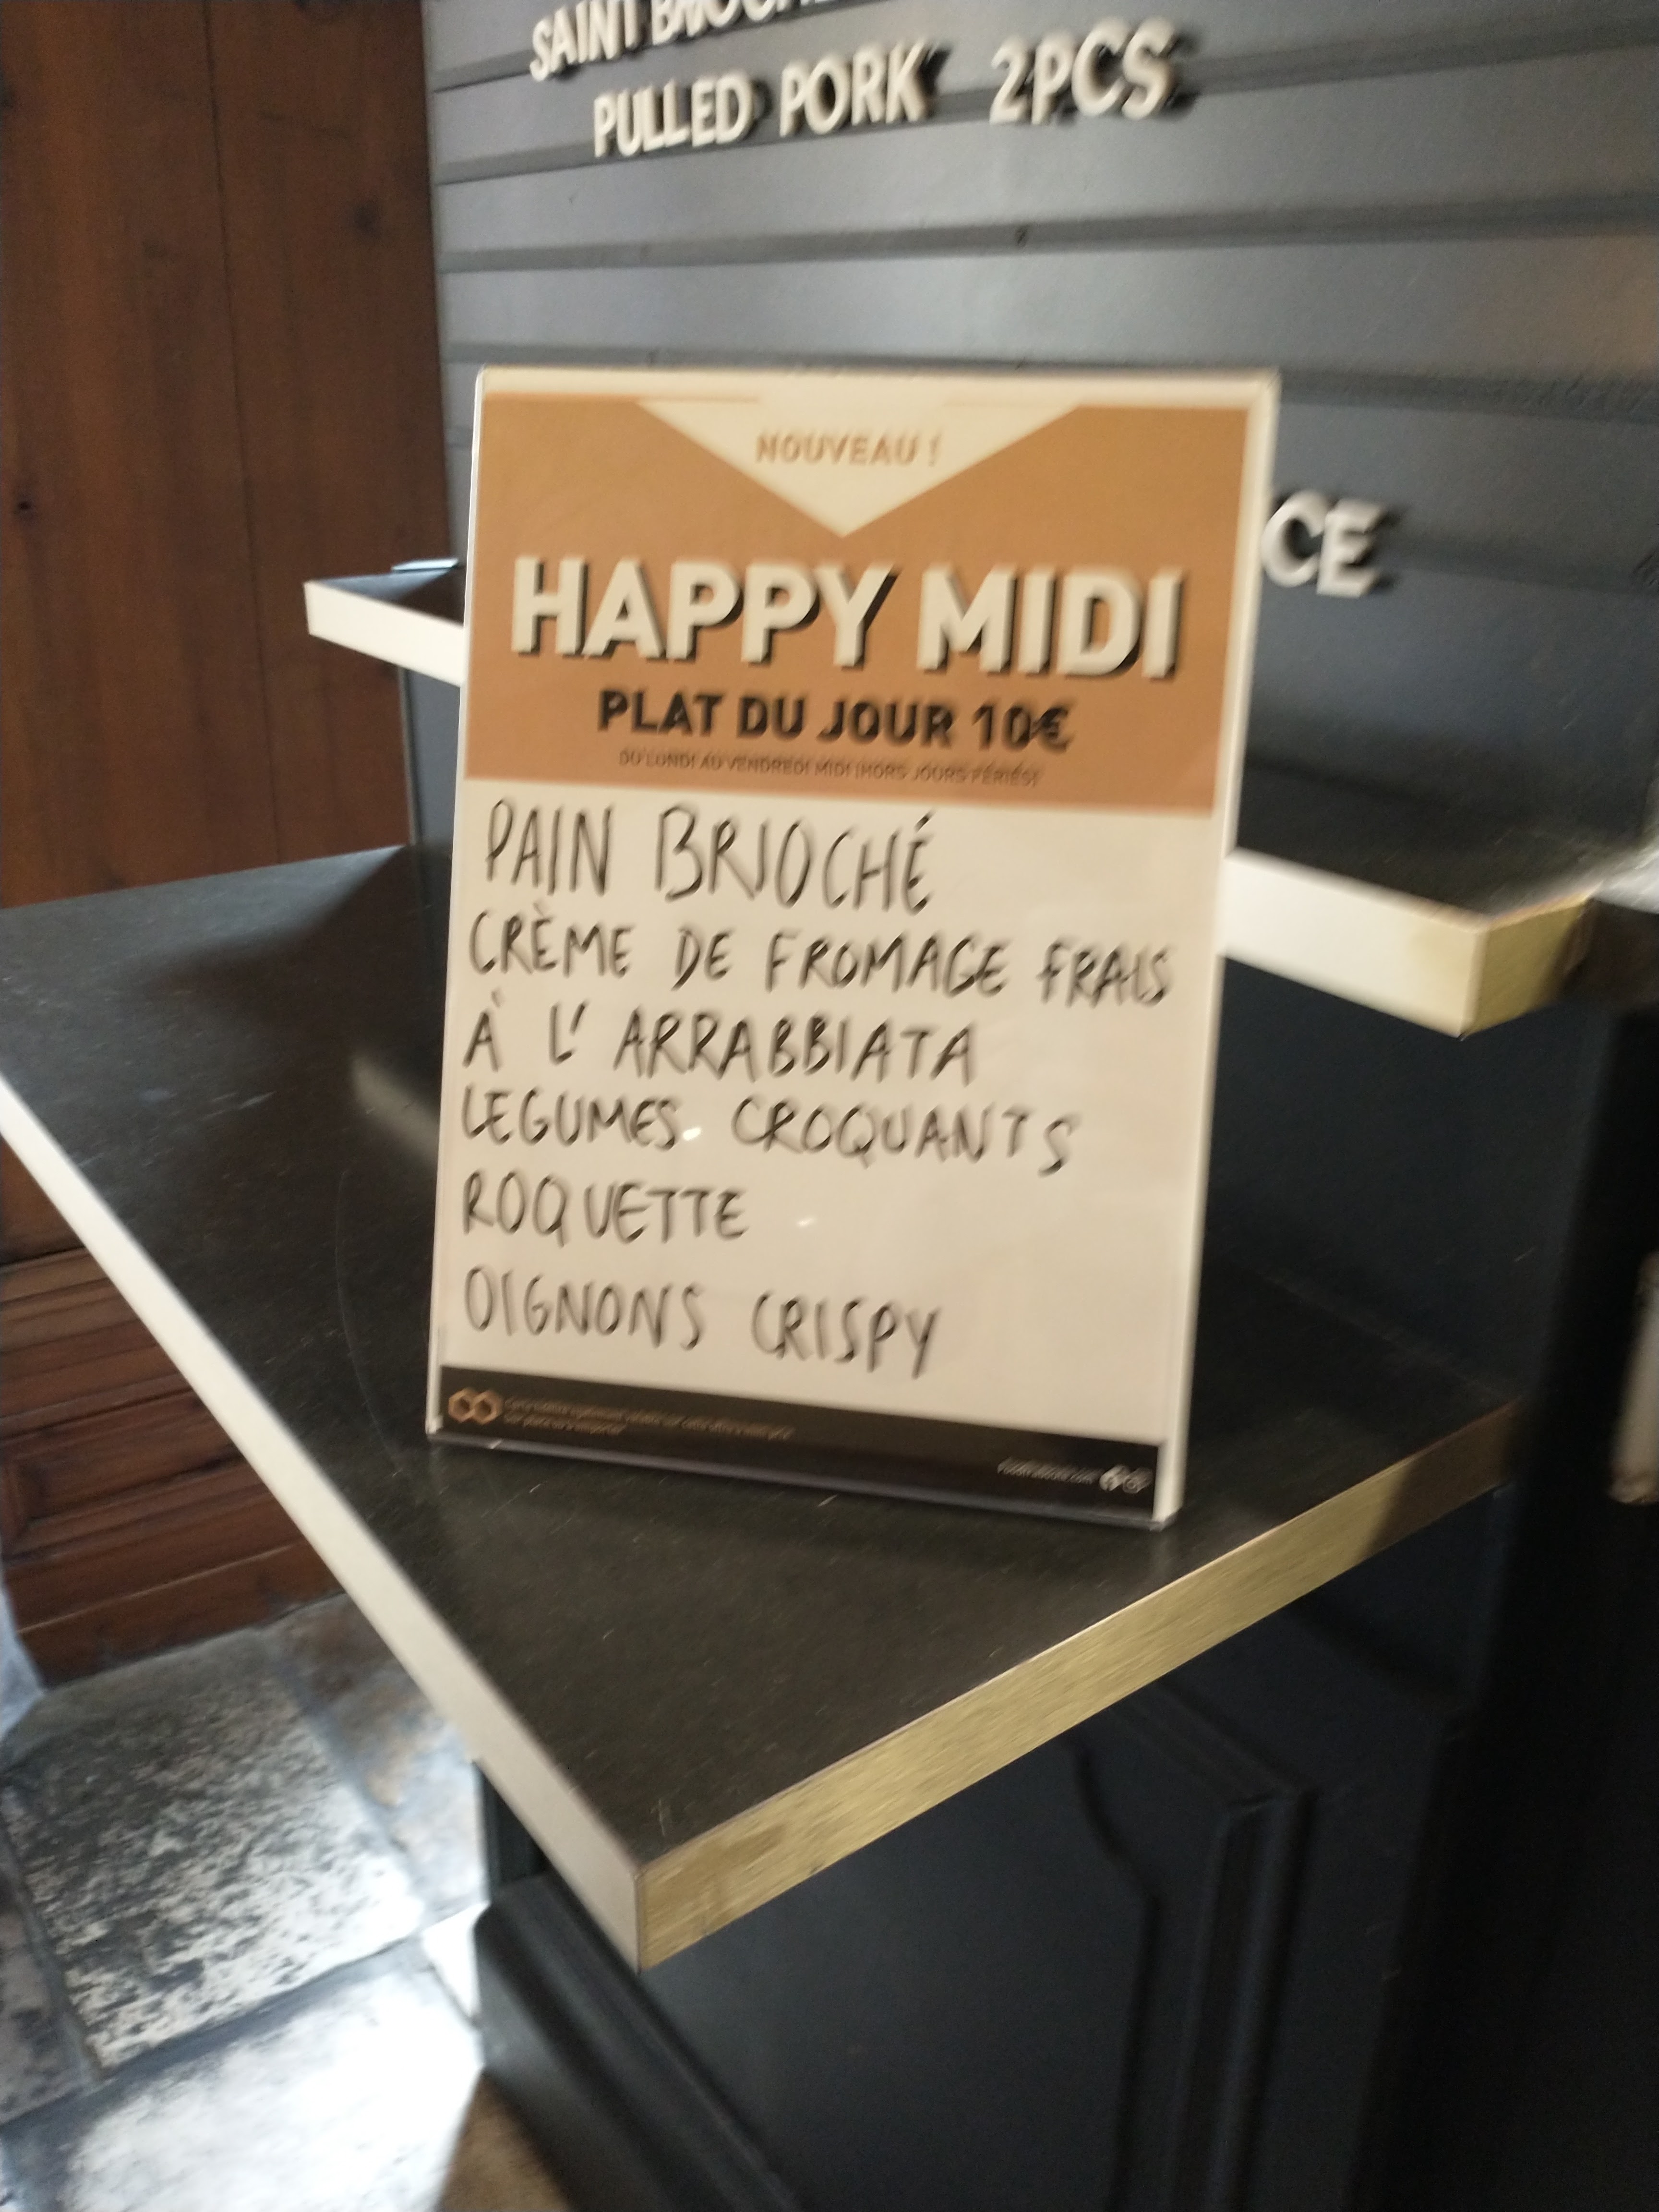 PULLED PORK 2PCS
CE
NOUVEAU !
HAPPY MIDI
PLAT DU JOUR 10€
DU LUNDI AU VENDREDI MIDI (HORS JOURS FÉRIÉS)
PAIN BRIOCHÉ
CRÈME DE FROMAGE FRAIS
À L' ARRABBIATA
LEGUMES CROQUANTS
ROQUETTE
OIGNONS CRISPY